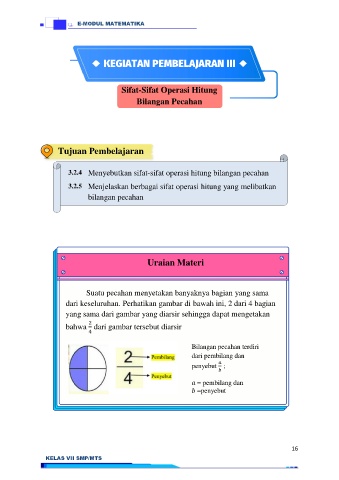 E-MODUL MATEMATIKA
KEGIATAN PEMBELAJARAN III
Sifat-Sifat Operasi Hitung
Bilangan Pecahan
Tujuan Pembelajaran
3.2.4 Menyebutkan sifat-sifat operasi hitung bilangan pecahan
3.2.5 Menjelaskan berbagai sifat operasi hitung yang melibatkan
bilangan pecahan
Uraian Materi
Suatu pecahan menyetakan banyaknya bagian yang sama
dari keseluruhan. Perhatikan gambar di bawah ini, 2 dari 4 bagian
yang sama dari gambar yang diarsir sehingga dapat mengetakan
bahwa 2/4 dari gambar tersebut diarsir
2 Pembilang
4 Penyebut
Bilangan pecahan terdiri
dari pembilang dan
penyebut a/b ;
a = pembilang dan
b =penyebut
16
KELAS VII SMP/MTS